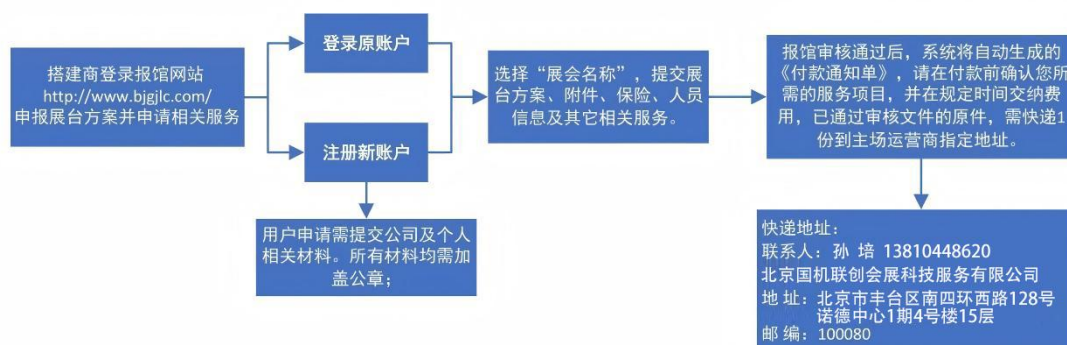 搭建商登录报馆网站
http://www.bjgjlc.com/
申报展台方案并申请相关服务
登录原账户
注册新账户
用户申请需提交公司及个人
相关材料。所有材料均需加
盖公章；
选择“展会名称”，提交展
台方案、附件、保险、人员
信息及其它相关服务。
报馆审核通过后，系统将自动生成的
《付款通知单》，请在付款前确认您所
需的服务项目，并在规定时间交纳费
用，已通过审核文件的原件，需快递1
份到主场运营商指定地址。
快递地址：
联系人：孙 培 13810448620
北京国机联创会展科技服务有限公司
地 址：北京市丰台区南四环西路128号
诺德中心1期4号楼15层
邮 编：100080